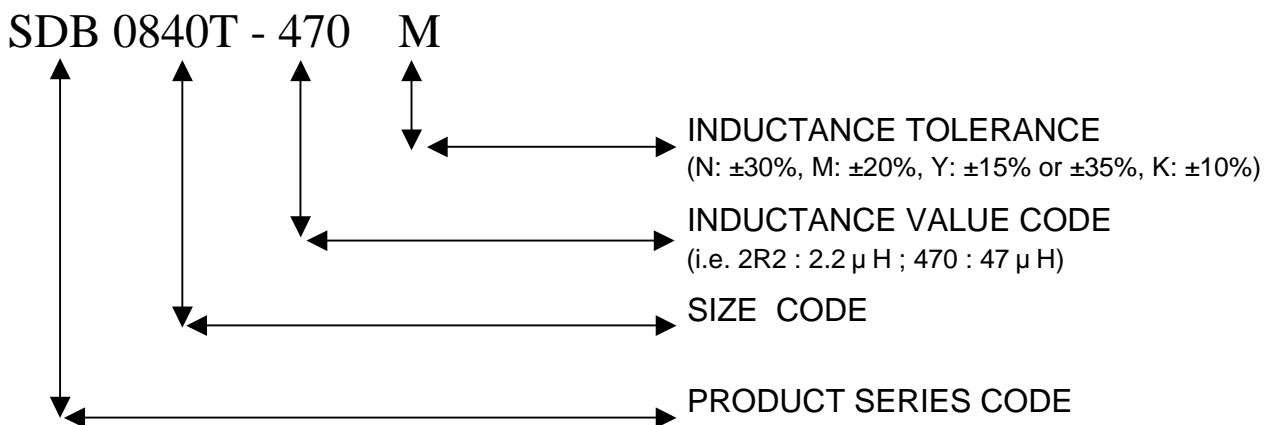 SDB 0840T - 470 M
INDUCTANCE TOLERANCE
(N: ±30%, M: ±20%, Y: ±15% or ±35%, K: ±10%)
INDUCTANCE VALUE CODE
(i.e. 2R2 : 2.2 µ H ; 470 : 47 µ H)
SIZE CODE
PRODUCT SERIES CODE